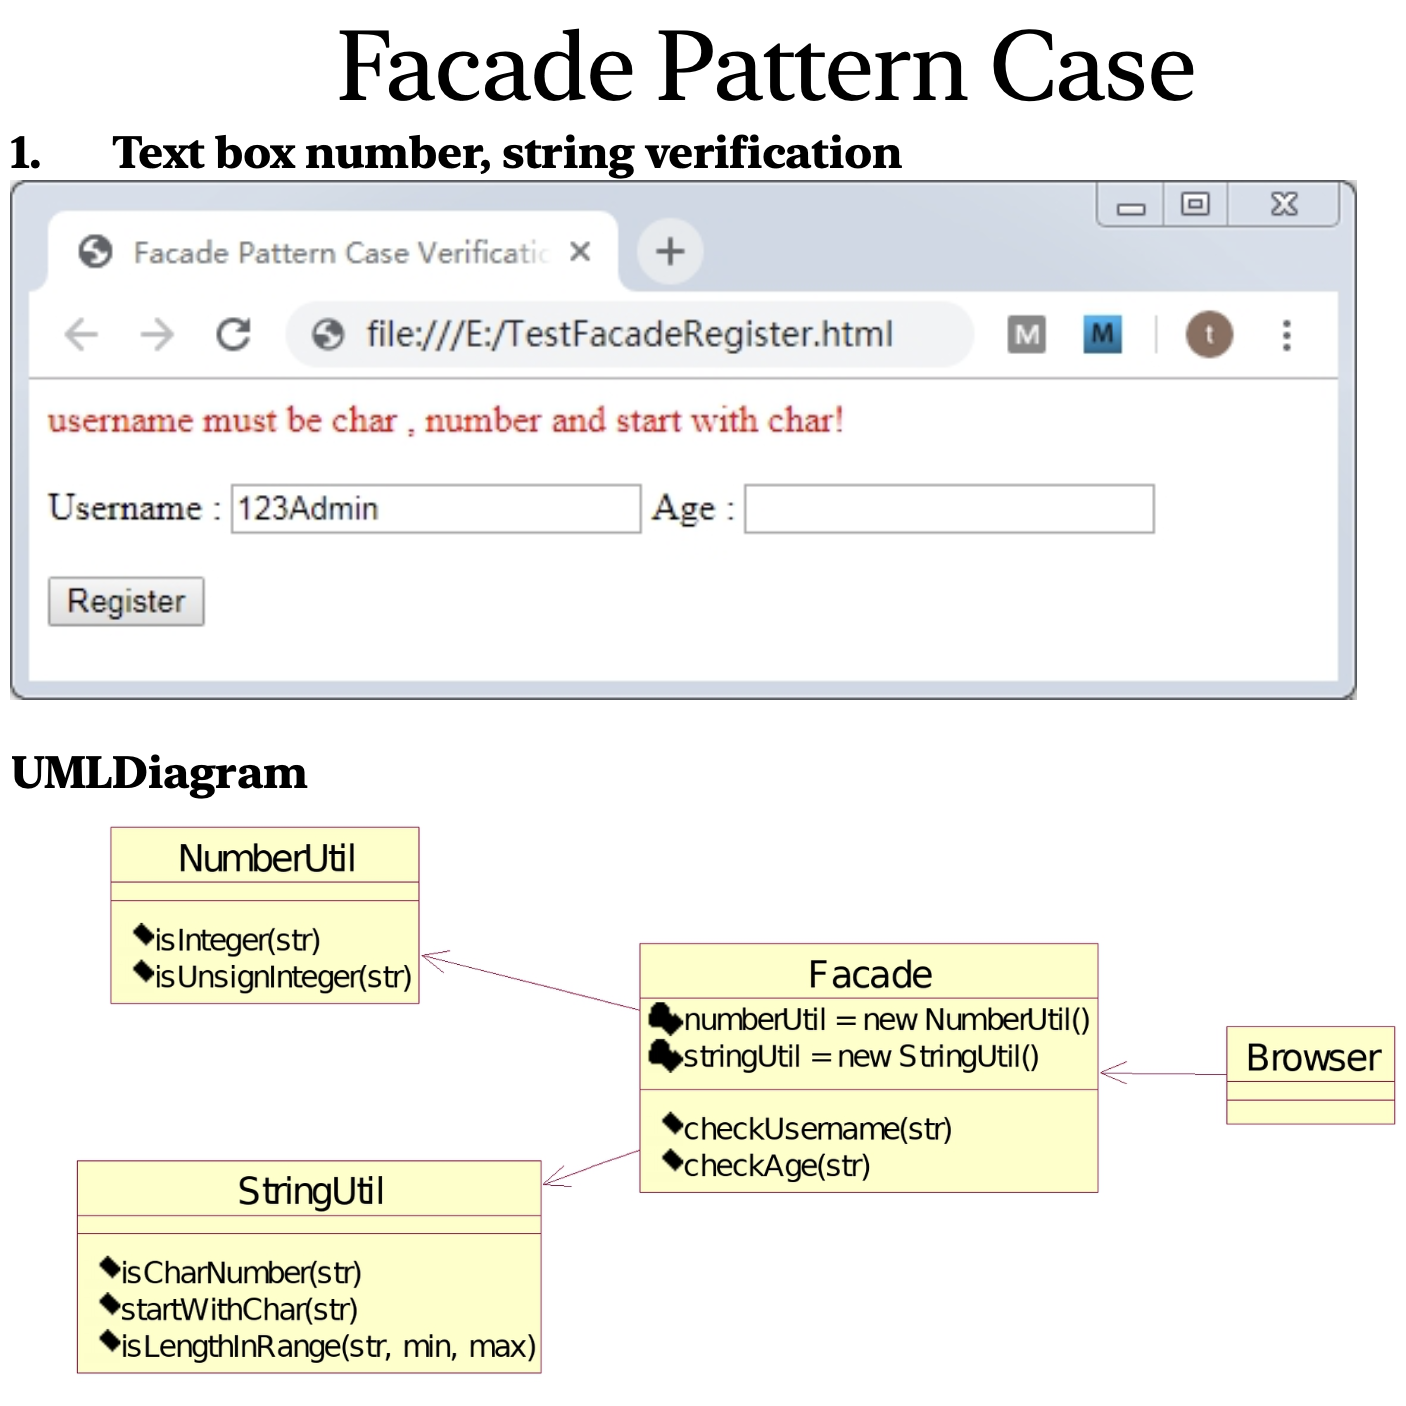 Facade Pattern Case
1. Text box number, string verification
Facade Pattern Case Verificatic
file:///E:/TestFacadeRegister.html
M M t
username must be char , number and start with char!
Username : 123Admin Age :
Register
UMLDiagram
NumberUtil
isInteger(str)
isUnsignInteger(str)
Facade
numberUtil = new NumberUtil()
stringUtil = new StringUtil()
checkUsername(str)
checkAge(str)
Browser
StringUtil
isCharNumber(str)
startWithChar(str)
isLengthInRange(str, min, max)